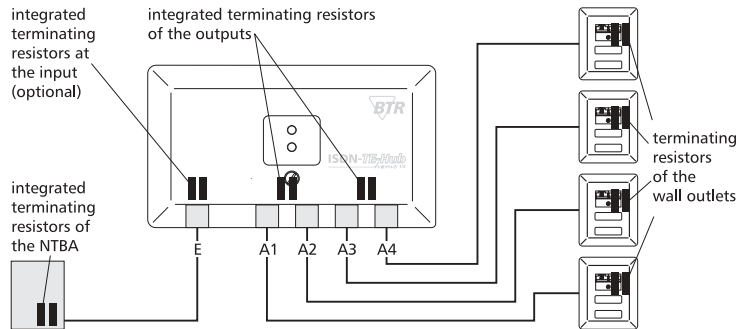 integrated
terminating
resistors at
the input
(optional)
integrated terminating resistors
of the outputs
BTR
ISDN-TE-Hub
integrated
terminating
resistors of
the NTBA
E
A1
A2
A3
A4
terminating
resistors
of the
wall outlets